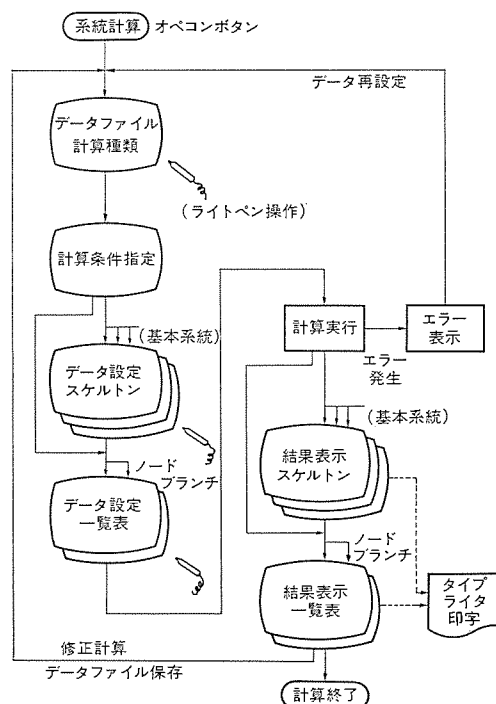 系統計算 オペコンボタン
データ再設定
データファイル
計算種類
(ライトペン操作)
計算条件指定
(基本系統)
データ設定
スケルトン
ノード
ブランチ
データ設定
一覧表
計算実行
エラー
表示
エラー
発生
(基本系統)
結果表示
スケルトン
ノード
ブランチ
結果表示
一覧表
タイプ
ライタ
印字
修正計算
データファイル保存
計算終了